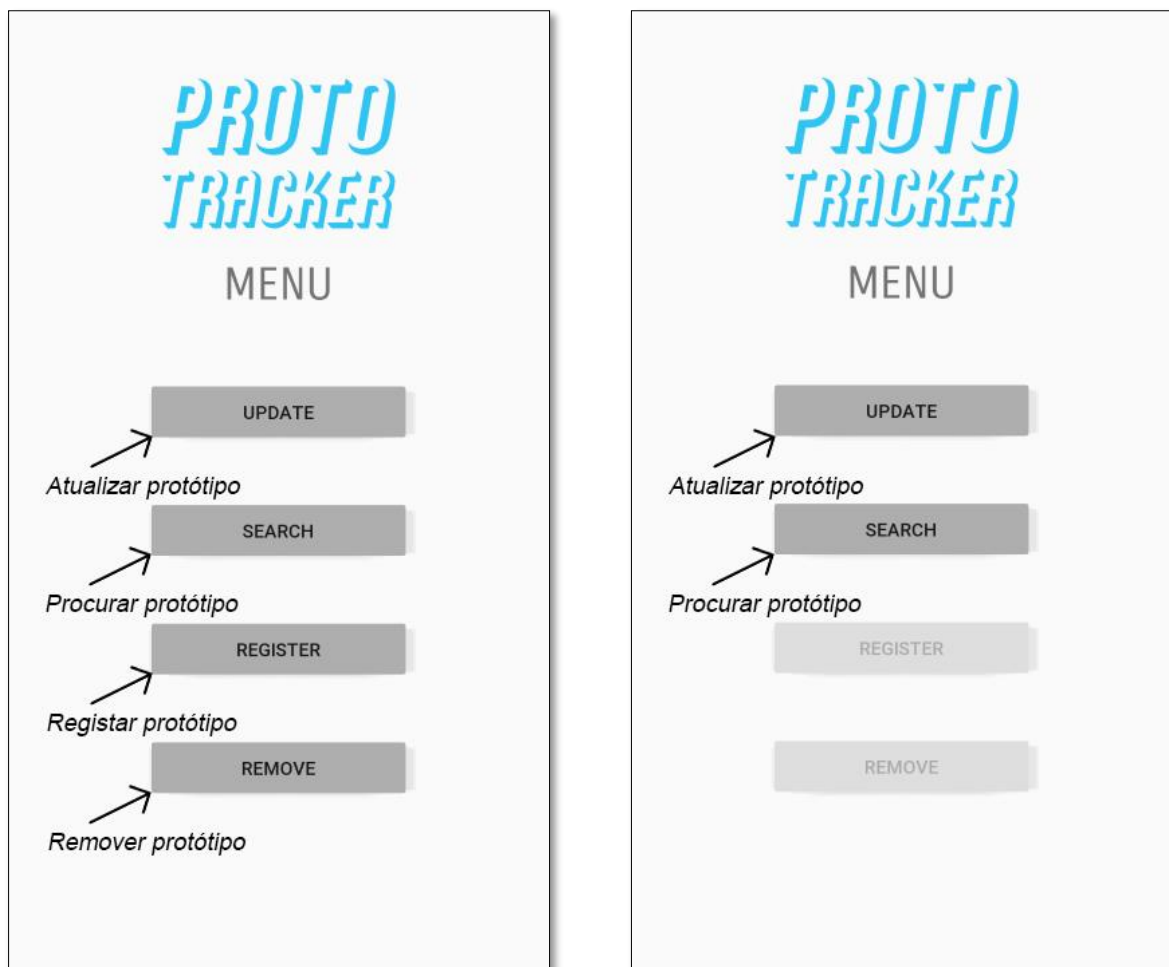 PROTO
TRACKER
MENU
UPDATE
Atualizar protótipo
SEARCH
Procurar protótipo
REGISTER
Registar protótipo
REMOVE
Remover protótipo
PROTO
TRACKER
MENU
UPDATE
Atualizar protótipo
SEARCH
Procurar protótipo
REGISTER
REMOVE